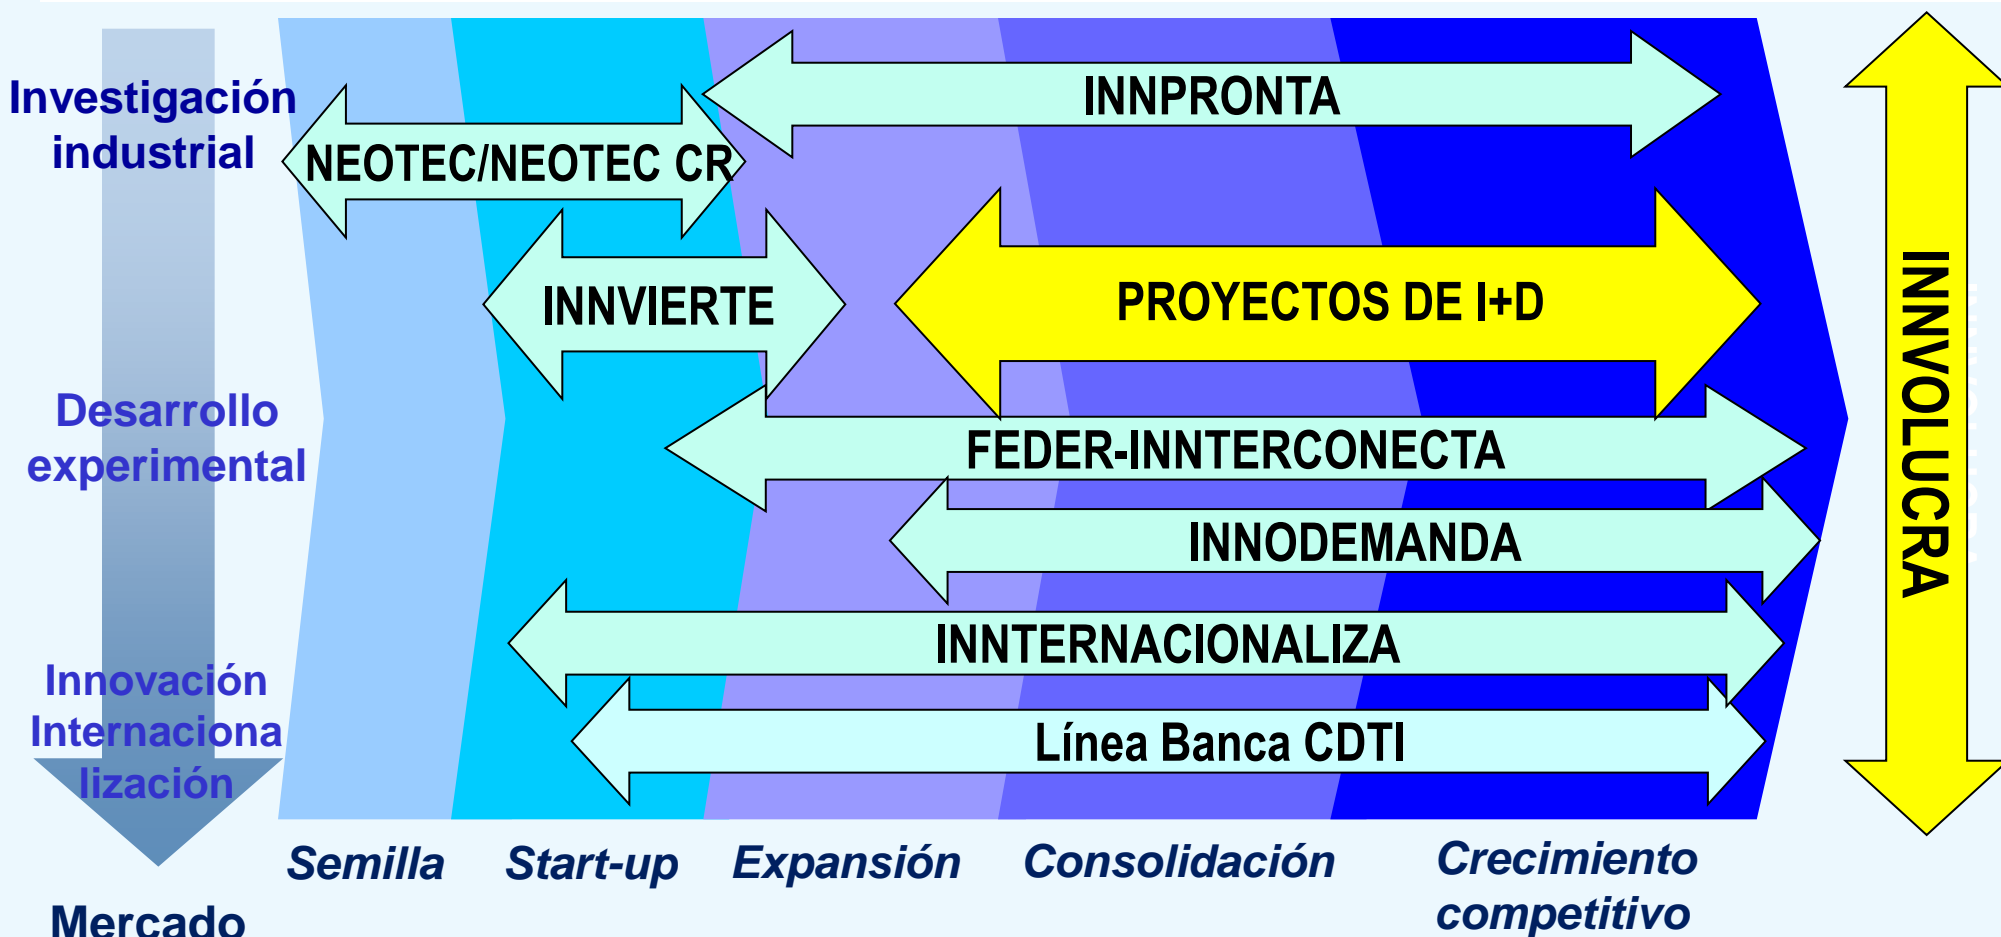 INNPRONTA
Investigación
industrial
NEOTEC/NEOTEC CR
INNVIERTE
PROYECTOS DE I+D
INNVOLUCRA
Desarrollo
experimental
FEDER-INNTERCONECTA
INNODEMANDA
INNTERNACIONALIZA
Innovación
Internaciona
lización
Línea Banca CDTI
Semilla
Start-up
Expansión
Consolidación
Crecimiento
competitivo
Mercado